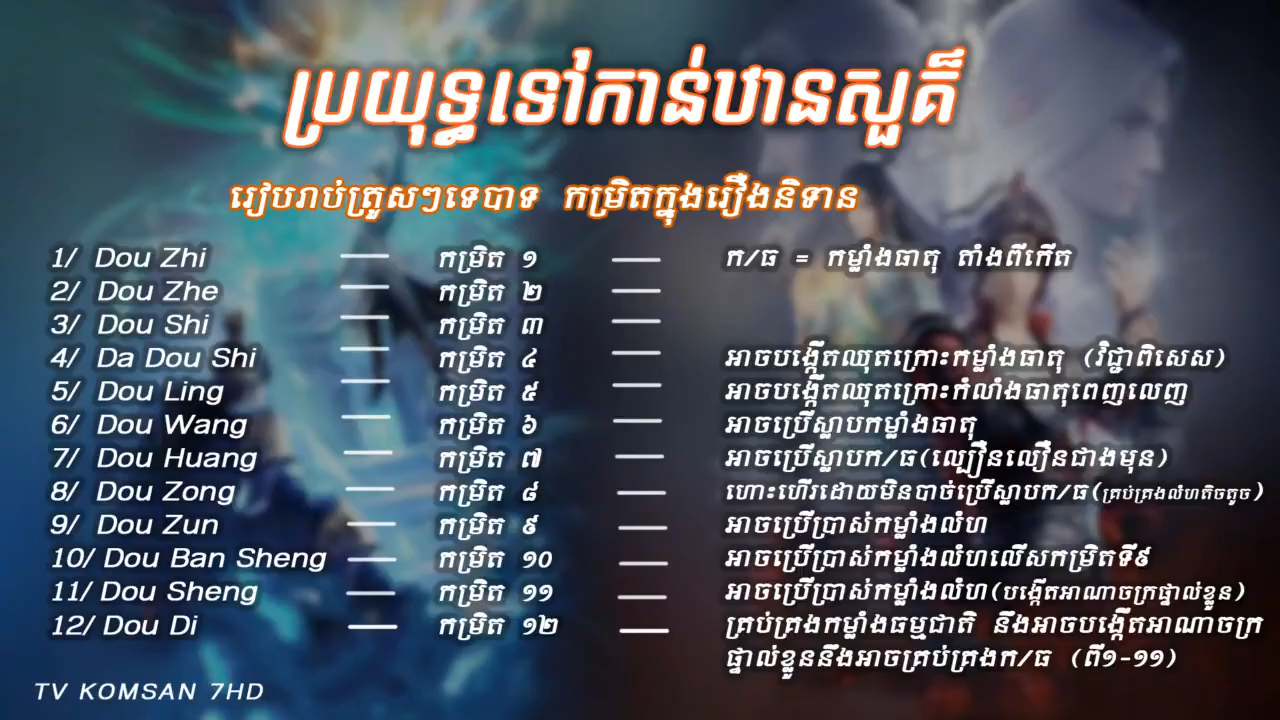 ប្រយុទ្ធទៅកាន់ឋានសួគ៌
រៀបរាប់ត្រួសៗទេបាទ កម្រិតក្នុងរឿងនិទាន
1/ Dou Zhi — កម្រិត ១ — ក/ធ = កម្លាំងធាតុ តាំងពីកើត
2/ Dou Zhe — កម្រិត ២ —
3/ Dou Shi — កម្រិត ៣ —
4/ Da Dou Shi — កម្រិត ៤ — អាចបង្កើតឈុតក្រោះកម្លាំងធាតុ (វិជ្ជាពិសេស)
5/ Dou Ling — កម្រិត ៥ — អាចបង្កើតឈុតក្រោះកំលាំងធាតុពេញលេញ
6/ Dou Wang — កម្រិត ៦ — អាចប្រើស្លាបកម្លាំងធាតុ
7/ Dou Huang — កម្រិត ៧ — អាចប្រើស្លាបក/ធ(ល្បឿនលឿនជាងមុន)
8/ Dou Zong — កម្រិត ៨ — ហោះហើរដោយមិនបាច់ប្រើស្លាបក/ធ(គ្រប់គ្រងលំហតិចតូច)
9/ Dou Zun — កម្រិត ៩ — អាចប្រើប្រាស់កម្លាំងលំហ
10/ Dou Ban Sheng — កម្រិត ១០ — អាចប្រើប្រាស់កម្លាំងលំហលើសកម្រិតទី៩
11/ Dou Sheng — កម្រិត ១១ — អាចប្រើប្រាស់កម្លាំងលំហ(បង្កើតអាណាចក្រផ្ទាល់ខ្លួន)
12/ Dou Di — កម្រិត ១២ — គ្រប់គ្រងកម្លាំងធម្មជាតិ នឹងអាចបង្កើតអាណាចក្រ
ផ្ទាល់ខ្លួននឹងអាចគ្រប់គ្រងក/ធ (ពី១-១១)
TV KOMSAN 7HD